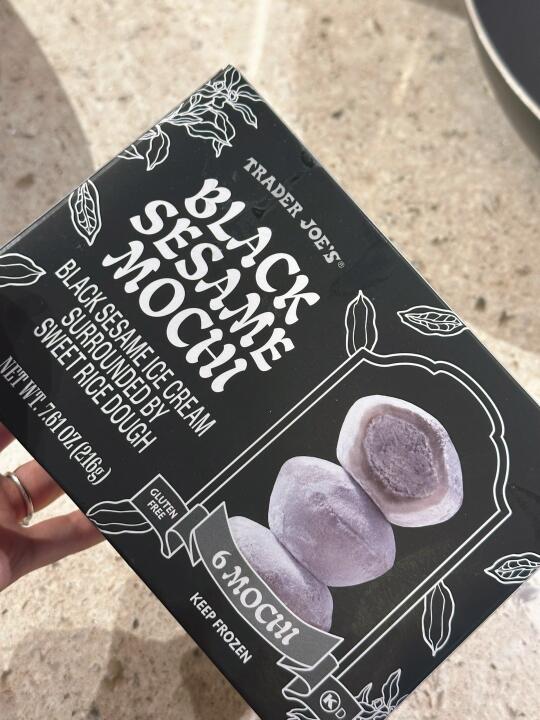 TRADER JOE'S®
BLACK
SESAME
MOCHI
BLACK SESAME ICE CREAM
SURROUNDED BY
SWEET RICE DOUGH
NET WT. 7.61 OZ (216g)
GLUTEN
FREE
6 MOCHI
KEEP FROZEN
K D